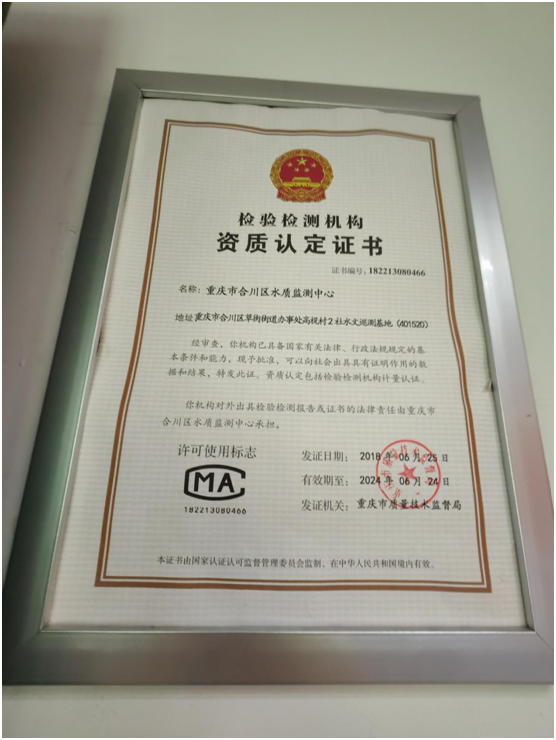 检验检测机构
资质认定证书
证书编号:182213080466
名称:重庆市合川区水质监测中心
地址:重庆市合川区草街街道办事处高枧村2社水文巡测基地(401520)
经审查,你机构已具备国家有关法律、行政法规规定的基
本条件和能力,现予批准,可以向社会出具具有证明作用的数
据和结果,特发此证。资质认定包括检验检测机构计量认证。
你机构对外出具检验检测报告或证书的法律责任由重庆市
合川区水质监测中心承担。
许可使用标志
MA
182213080466
发证日期:2018年06月25日
有效期至:2024年06月24日
发证机关:重庆市质量技术监督局
本证书由国家认证认可监督管理委员会监制,在中华人民共和国境内有效。